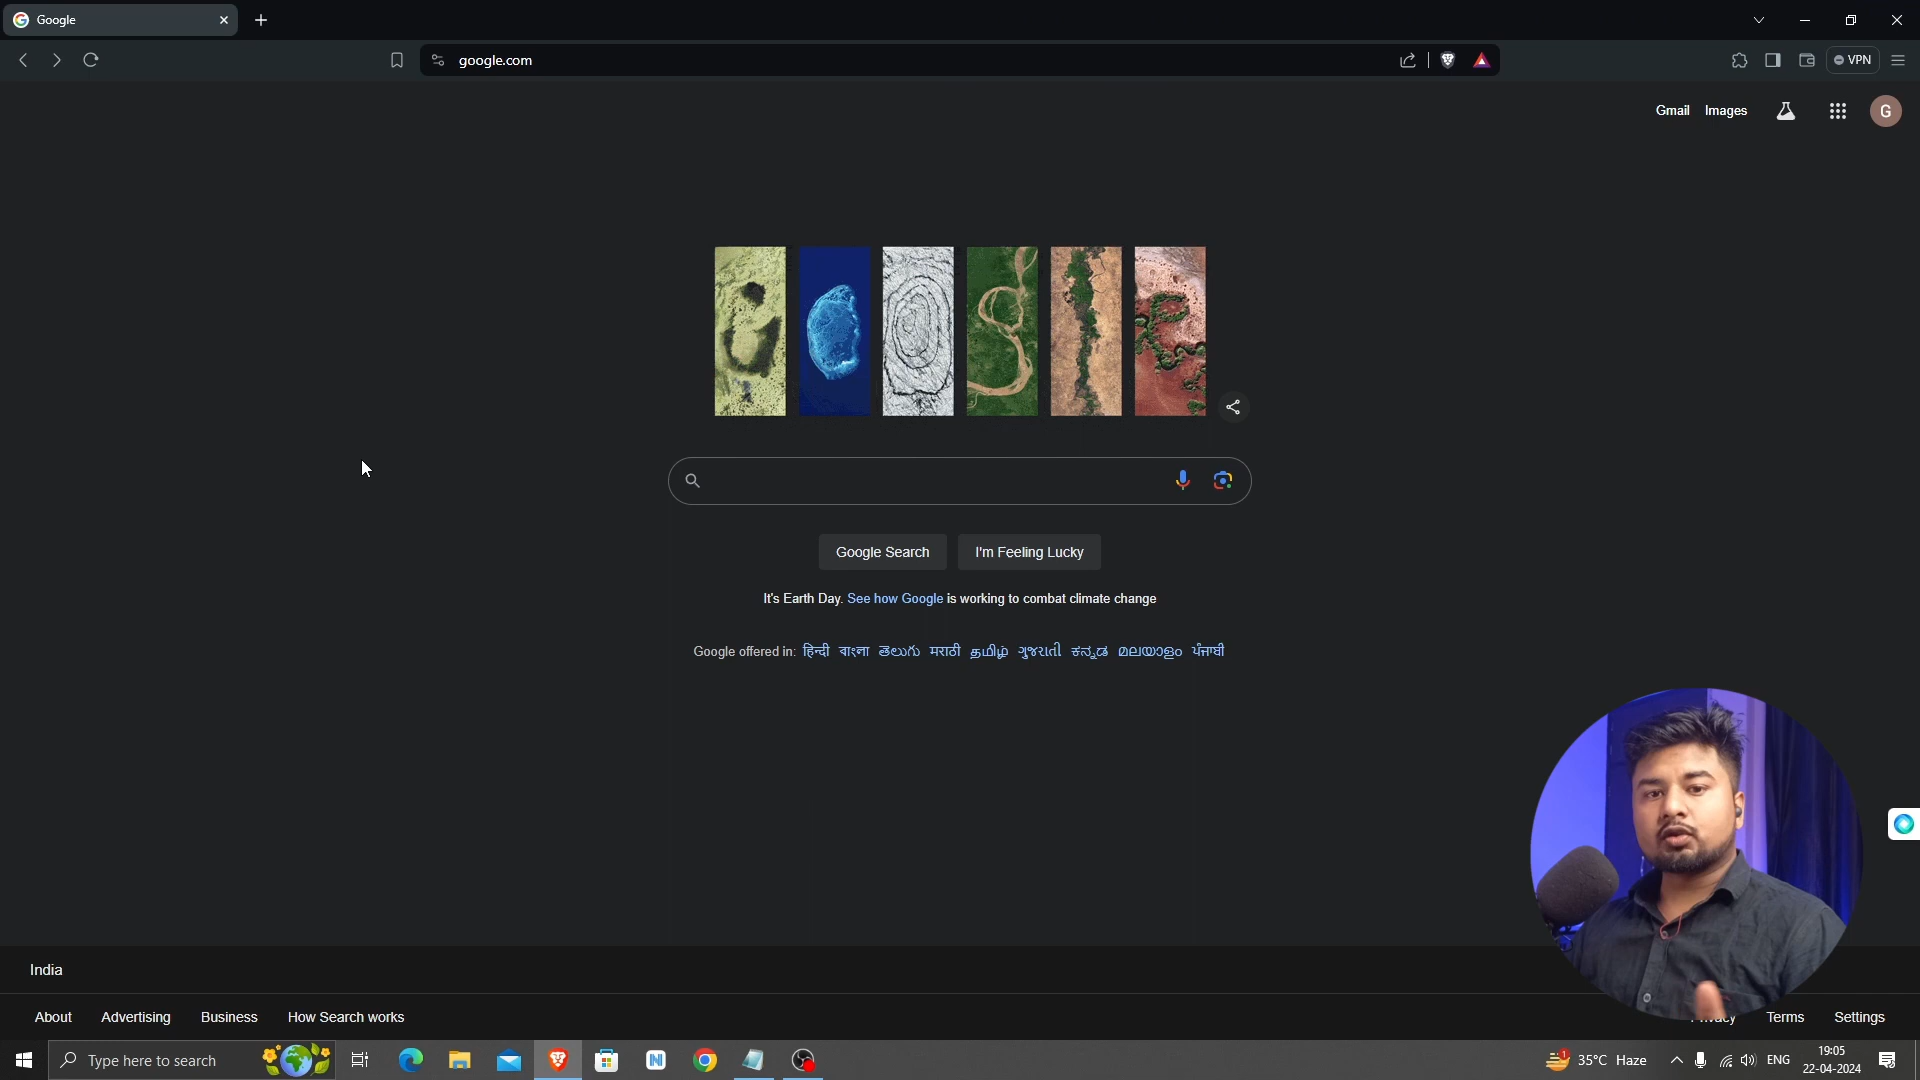 Google
google.com
VPN
Gmail Images
G
Google Search I'm Feeling Lucky
It's Earth Day. See how Google is working to combat climate change
Google offered in: हिन्दी বাংলা తెలుగు मराठी தமிழ் ગુજરાતી ಕನ್ನಡ മലയാളം ਪੰਜਾਬੀ
India
About Advertising Business How Search works
Terms Settings
Type here to search
1
35°C Haze
ENG
19:05
22-04-2024